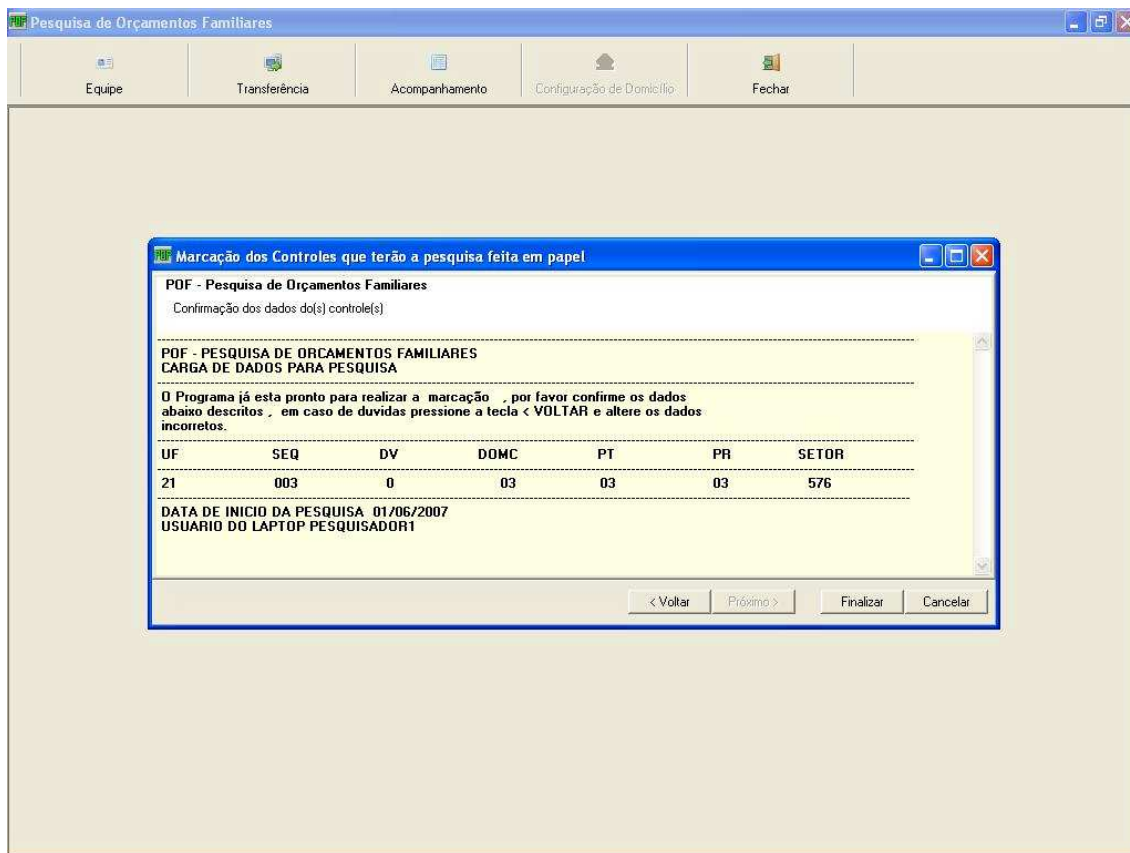 POF Pesquisa de Orçamentos Familiares
Equipe Transferência Acompanhamento Configuração de Domicílio Fechar
POF Marcação dos Controles que terão a pesquisa feita em papel
POF - Pesquisa de Orçamentos Familiares
Confirmação dos dados do(s) controle(s)
POF - PESQUISA DE ORCAMENTOS FAMILIARES
CARGA DE DADOS PARA PESQUISA
O Programa já esta pronto para realizar a marcação , por favor confirme os dados
abaixo descritos , em caso de duvidas pressione a tecla < VOLTAR e altere os dados
incorretos.
UF SEQ DV DOMC PT PR SETOR
21 003 0 03 03 03 576
DATA DE INICIO DA PESQUISA 01/06/2007
USUARIO DO LAPTOP PESQUISADOR1
< Voltar Próximo > Finalizar Cancelar